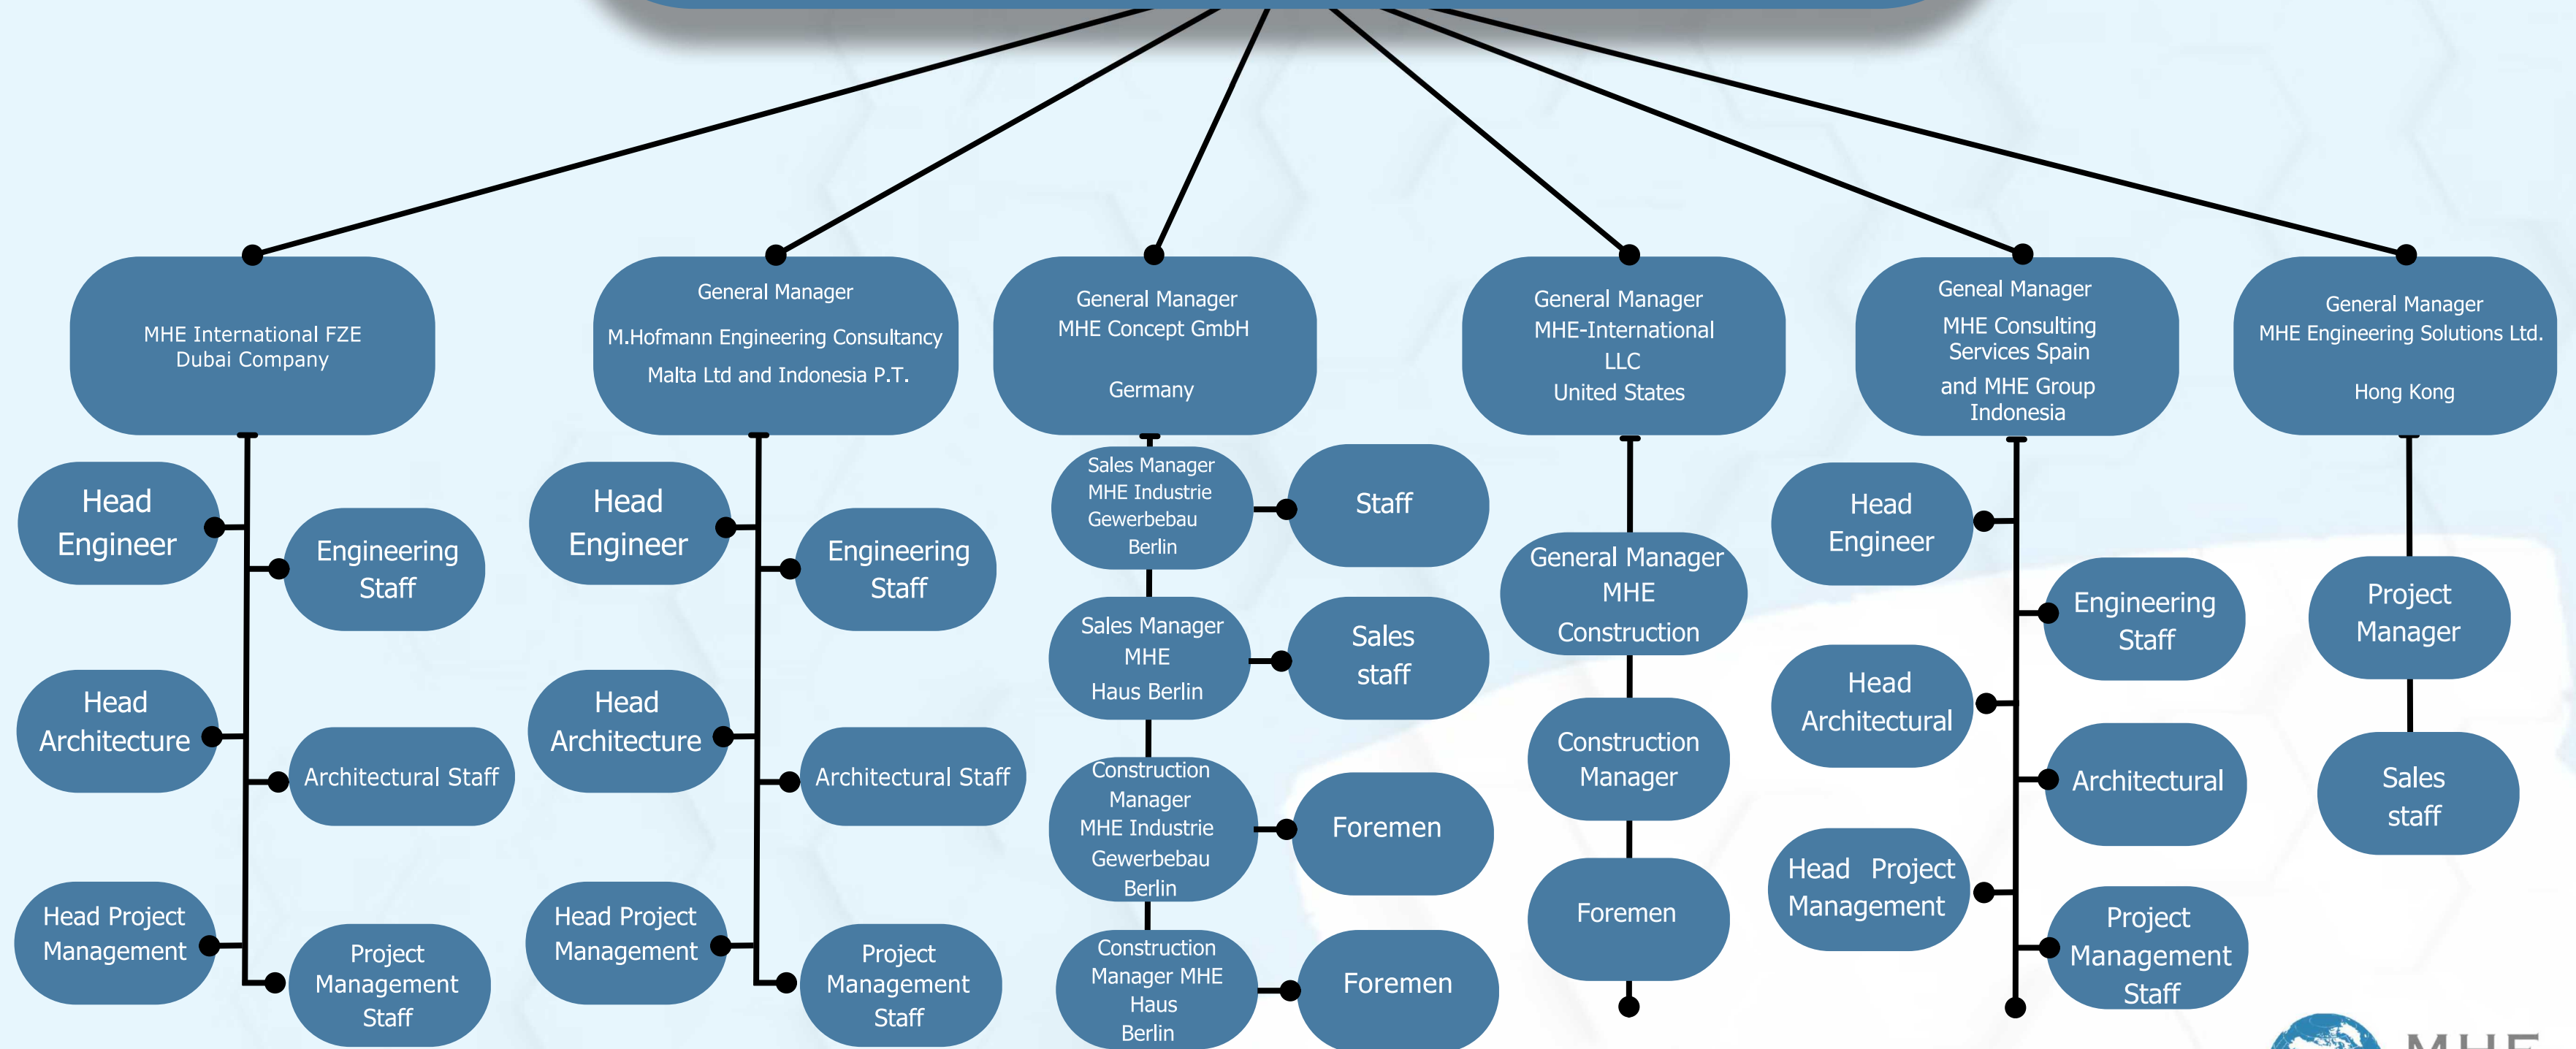 MHE International FZE
Dubai Company
General Manager
M.Hofmann Engineering Consultancy
Malta Ltd and Indonesia P.T.
General Manager
MHE Concept GmbH
Germany
General Manager
MHE-International
LLC
United States
Geneal Manager
MHE Consulting
Services Spain
and MHE Group
Indonesia
General Manager
MHE Engineering Solutions Ltd.
Hong Kong
Head
Engineer
Engineering
Staff
Head
Architecture
Architectural Staff
Head Project
Management
Project
Management
Staff
Head
Engineer
Engineering
Staff
Head
Architecture
Architectural Staff
Head Project
Management
Project
Management
Staff
Sales Manager
MHE Industrie
Gewerbebau
Berlin
Staff
Sales Manager
MHE
Haus Berlin
Sales
staff
Construction
Manager
MHE Industrie
Gewerbebau
Berlin
Foremen
Construction
Manager MHE
Haus
Berlin
Foremen
General Manager
MHE
Construction
Construction
Manager
Foremen
Head
Engineer
Engineering
Staff
Head
Architectural
Architectural
Head Project
Management
Project
Management
Staff
Project
Manager
Sales
staff
MHE